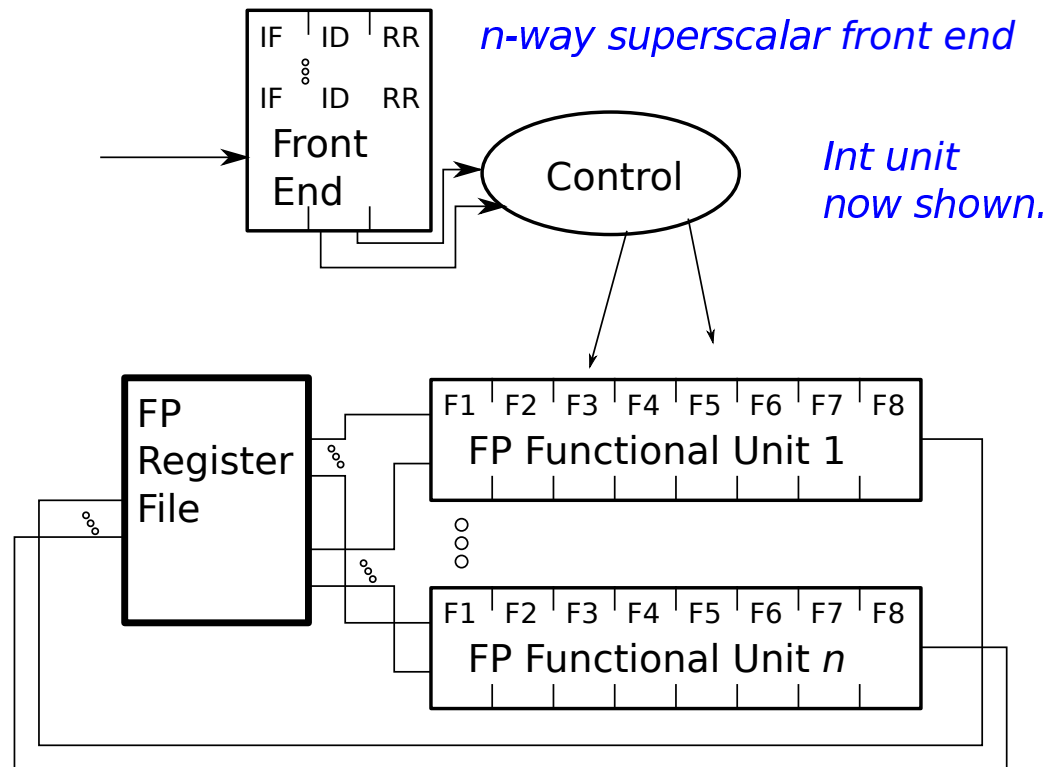 IF ID RR
n-way superscalar front end
IF ID RR
Front
End
Control
Int unit
now shown.
FP
Register
File
F1 F2 F3 F4 F5 F6 F7 F8
FP Functional Unit 1
F1 F2 F3 F4 F5 F6 F7 F8
FP Functional Unit n